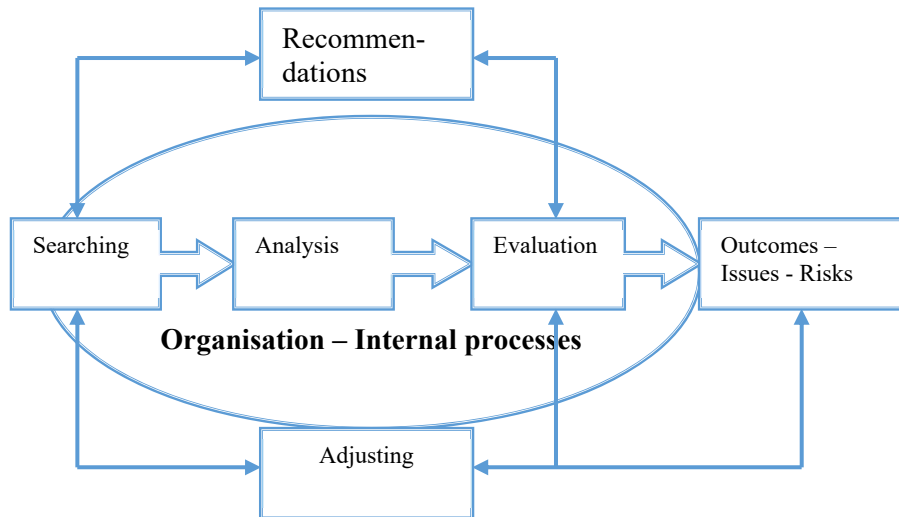 Recommen-
dations
Searching
Analysis
Evaluation
Outcomes –
Issues - Risks
Organisation – Internal processes
Adjusting